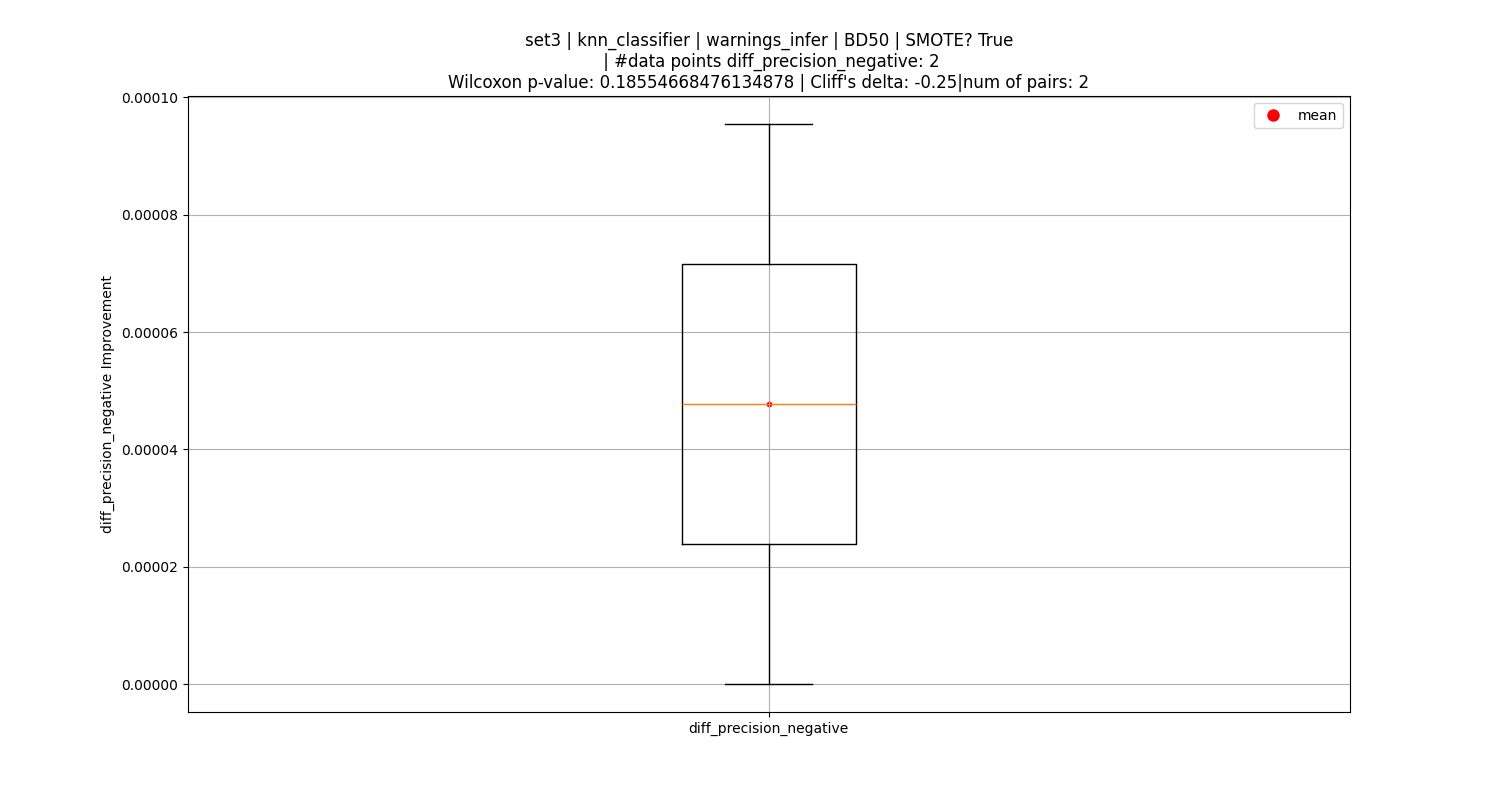 set3 | knn_classifier | warnings_infer | BD50 | SMOTE? True
| #data points diff_precision_negative: 2
Wilcoxon p-value: 0.18554668476134878 | Cliff's delta: -0.25|num of pairs: 2
mean
0.00010
0.00008
0.00006
0.00004
0.00002
0.00000
diff_precision_negative Improvement
diff_precision_negative